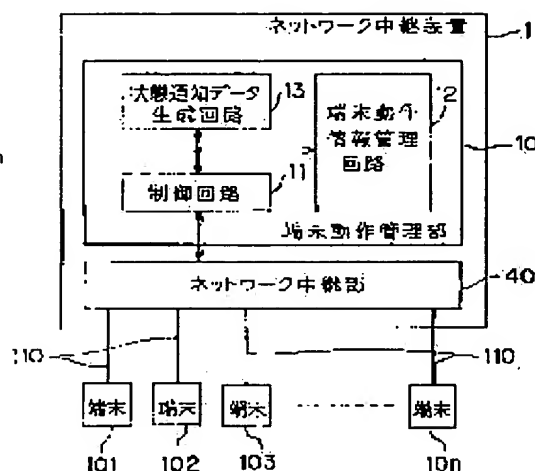 ネットワーク中継装置
1
状態通知データ
生成回路
13
端末動作
情報管理
回路
12
10
制御回路
11
端末動作管理部
ネットワーク中継部
40
110
110
端末
端末
端末
端末
101
102
103
10n